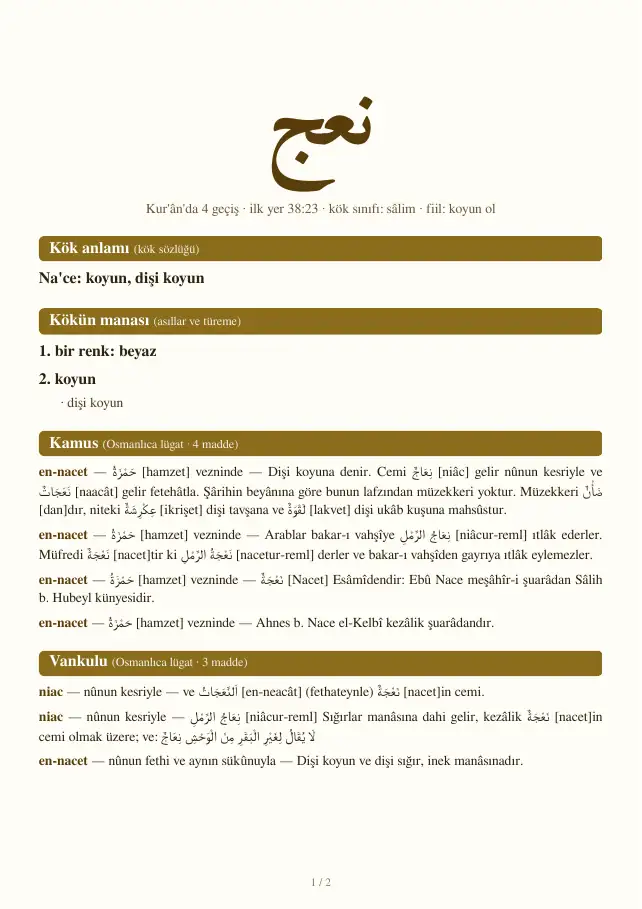 نعج
Kur'ân'da 4 geçiş · ilk yer 38:23 · kök sınıfı: sâlim · fiil: koyun ol
Kök anlamı (kök sözlüğü)
Na'ce: koyun, dişi koyun
Kökün manası (asıllar ve türeme)
1. bir renk: beyaz
2. koyun
· dişi koyun
Kamus (Osmanlıca lügat · 4 madde)
en-nacet — حَمْزَةُ [hamzet] vezninde — Dişi koyuna denir. Cemi نِعَاجٌ [niâc] gelir nûnun kesriyle ve
نَعَجَاتٌ [naacât] gelir fetehâtla. Şârihin beyânına göre bunun lafzından müzekkeri yoktur. Müzekkeri ضَأْنٌ
[dan]dır, niteki عِكْرِشَةٌ [ikrişet] dişi tavşana ve لَقْوَةٌ [lakvet] dişi ukâb kuşuna mahsûstur.
en-nacet — حَمْزَةُ [hamzet] vezninde — Arablar bakar-ı vahşîye نِعَاجُ الرَّمْلِ [niâcur-reml] ıtlâk ederler.
Müfredi نَعْجَةٌ [nacet]tir ki نَعْجَةُ الرَّمْلِ [nacetur-reml] derler ve bakar-ı vahşîden gayrıya ıtlâk eylemezler.
en-nacet — حَمْزَةُ [hamzet] vezninde — نَعْجَةٌ [Nacet] Esâmîdendir: Ebû Nace meşâhîr-i şuarâdan Sâlih
b. Hubeyl künyesidir.
en-nacet — حَمْزَةُ [hamzet] vezninde — Ahnes b. Nace el-Kelbî kezâlik şuarâdandır.
Vankulu (Osmanlıca lügat · 3 madde)
niac — nûnun kesriyle — ve اَلنَّعَجَاتُ [en-neacât] (fethateynle) نَعْجَةٌ [nacet]in cemi.
niac — nûnun kesriyle — نِعَاجُ الرَّمْلِ [niâcur-reml] Sığırlar manâsına dahi gelir, kezâlik نَعْجَةٌ [nacet]in
cemi olmak üzere; ve: لَا يُقَالُ لِغَيْرِ الْبَقَرِ مِنَ الْوَحْشِ نِعَاجٌ
en-nacet — nûnun fethi ve aynın sükûnuyla — Dişi koyun ve dişi sığır, inek manâsınadır.
1 / 2